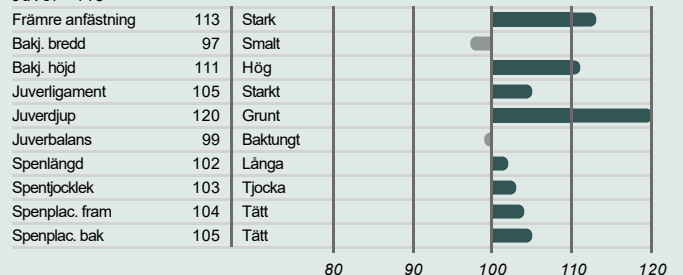 Främre anfästning 113 Stark
Bakj. bredd 97 Smalt
Bakj. höjd 111 Hög
Juverligament 105 Starkt
Juverdjup 120 Grunt
Juverbalans 99 Baktungt
Spenlängd 102 Långa
Spentjocklek 103 Tjocka
Spenplac. fram 104 Tätt
Spenplac. bak 105 Tätt
80 90 100 110 120